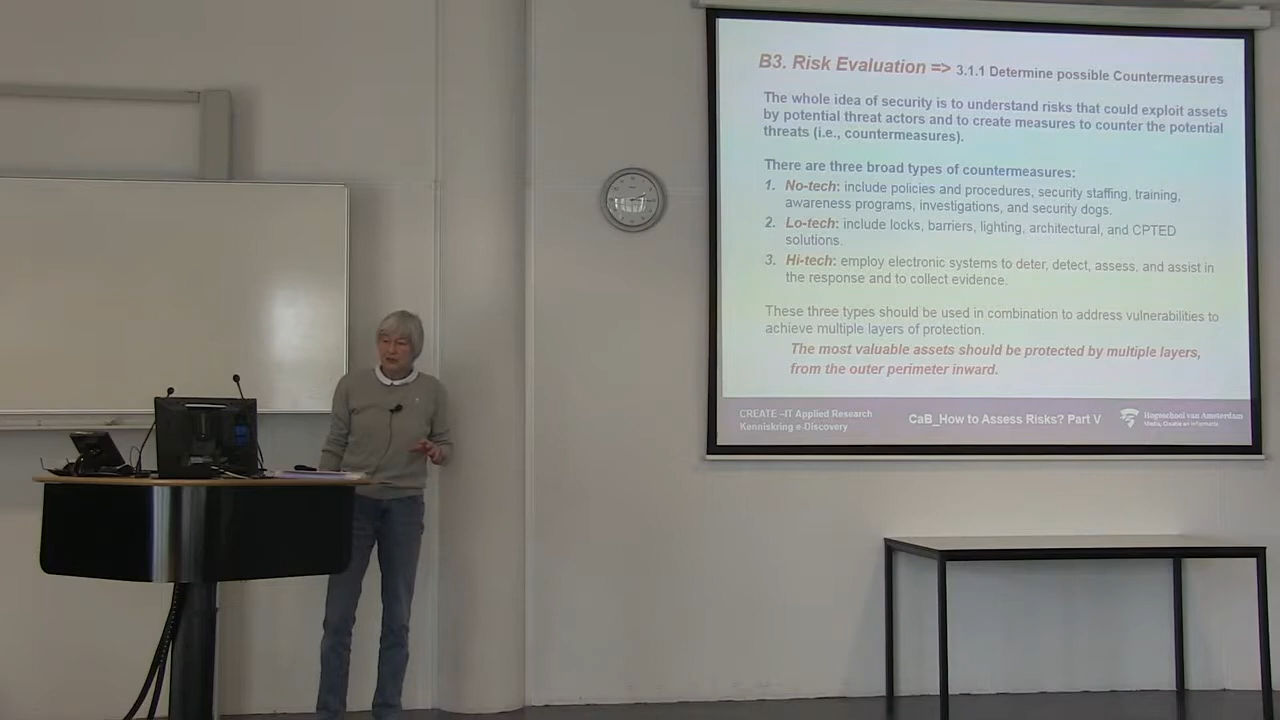 B3. Risk Evaluation => 3.1.1 Determine possible Countermeasures
The whole idea of security is to understand risks that could exploit assets
by potential threat actors and to create measures to counter the potential
threats (i.e., countermeasures).
There are three broad types of countermeasures:
1. No-tech: include policies and procedures, security staffing, training,
awareness programs, investigations, and security dogs.
2. Lo-tech: include locks, barriers, lighting, architectural, and CPTED
solutions.
3. Hi-tech: employ electronic systems to deter, detect, assess, and assist in
the response and to collect evidence.
These three types should be used in combination to address vulnerabilities to
achieve multiple layers of protection.
The most valuable assets should be protected by multiple layers,
from the outer perimeter inward.
CREATE –IT Applied Research
Kenniskring e-Discovery
CaB_How to Assess Risks? Part V
Hogeschool van Amsterdam
Media, Creatie en Informatie